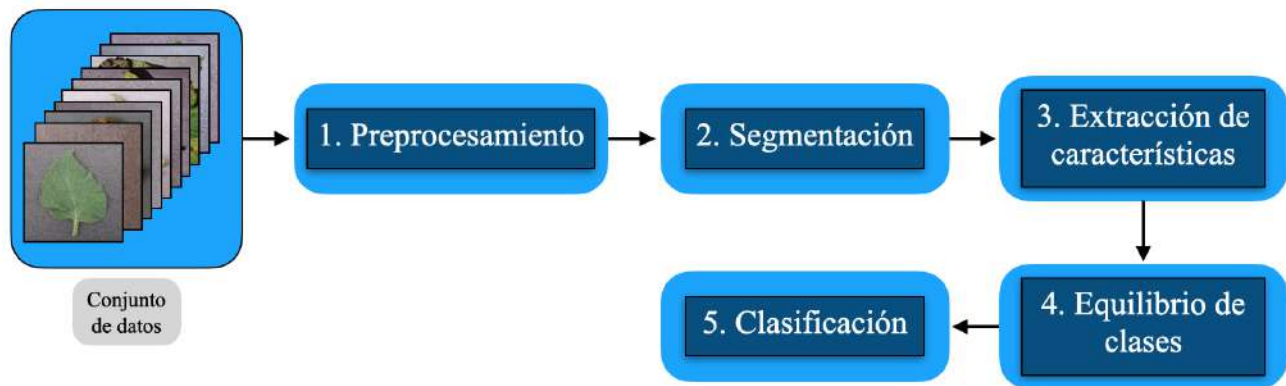 Conjunto
de datos
1. Preprocesamiento
2. Segmentación
3. Extracción de
características
4. Equilibrio de
clases
5. Clasificación